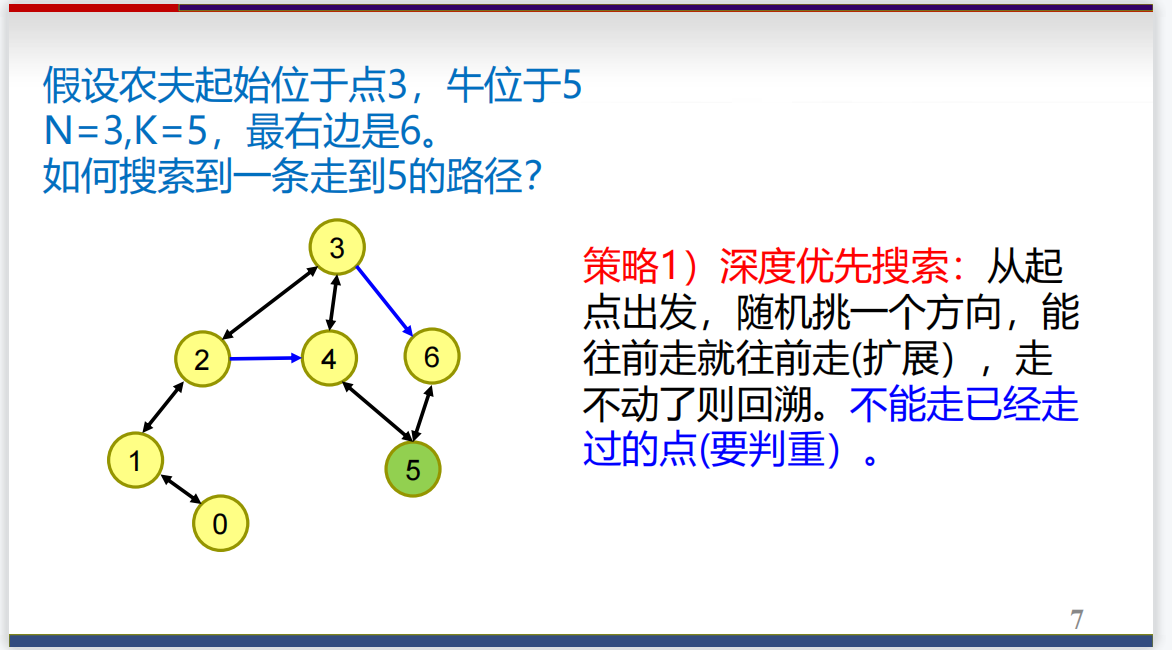 假设农夫起始位于点3，牛位于5
N=3,K=5，最右边是6。
如何搜索到一条走到5的路径？
3
策略1）深度优先搜索：从起
点出发，随机挑一个方向，能
往前走就往前走(扩展），走
不动了则回溯。不能走已经走
过的点(要判重）。
2
4
6
1
5
0
7